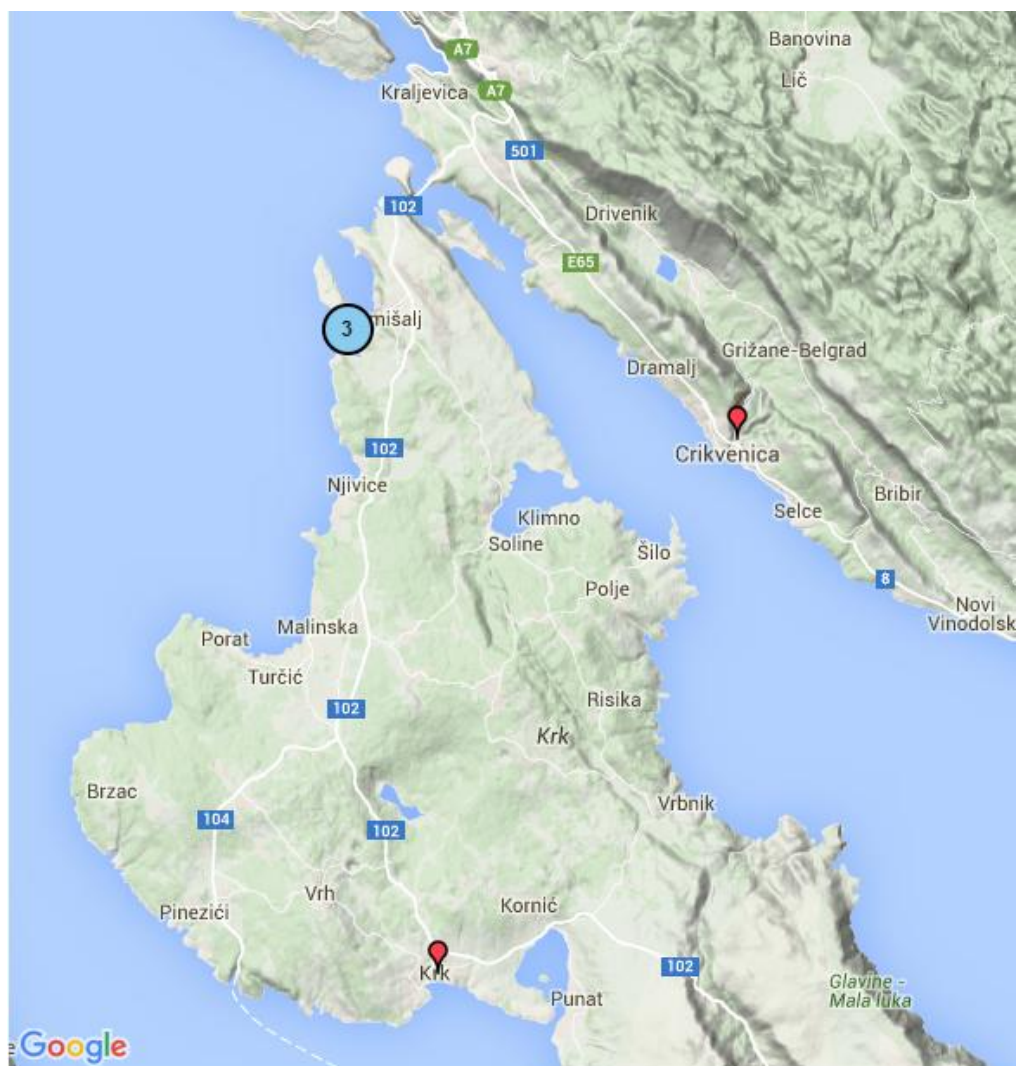 A7
Banovina
Lič
Kraljevica
A7
501
102
Drivenik
E65
3
mišalj
Grižane-Belgrad
Dramalj
102
Crikvenica
Njivice
Bribir
Selce
Klimno
Soline
Šilo
8
Polje
Novi
Vinodolsk
Malinska
Porat
Turčić
Risika
102
Krk
Brzac
Vrbnik
104
102
Vrh
Kornić
Pinezići
102
Krk
Glavine -
Mala luka
Punat
Google